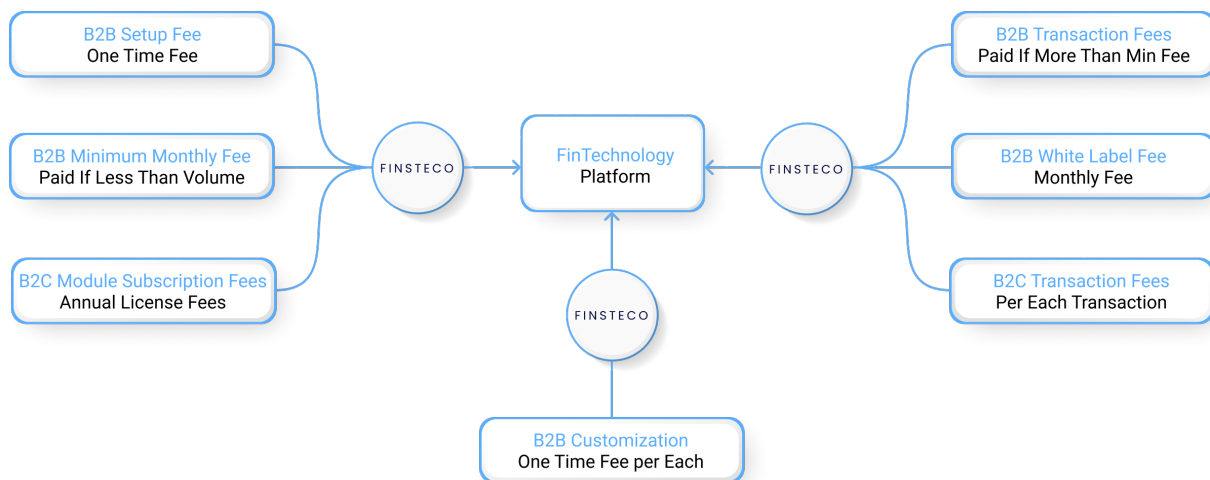 B2B Setup Fee
One Time Fee
B2B Minimum Monthly Fee
Paid If Less Than Volume
B2C Module Subscription Fees
Annual License Fees
FINSTECO
FinTechnology
Platform
FINSTECO
B2B Transaction Fees
Paid If More Than Min Fee
B2B White Label Fee
Monthly Fee
B2C Transaction Fees
Per Each Transaction
FINSTECO
B2B Customization
One Time Fee per Each